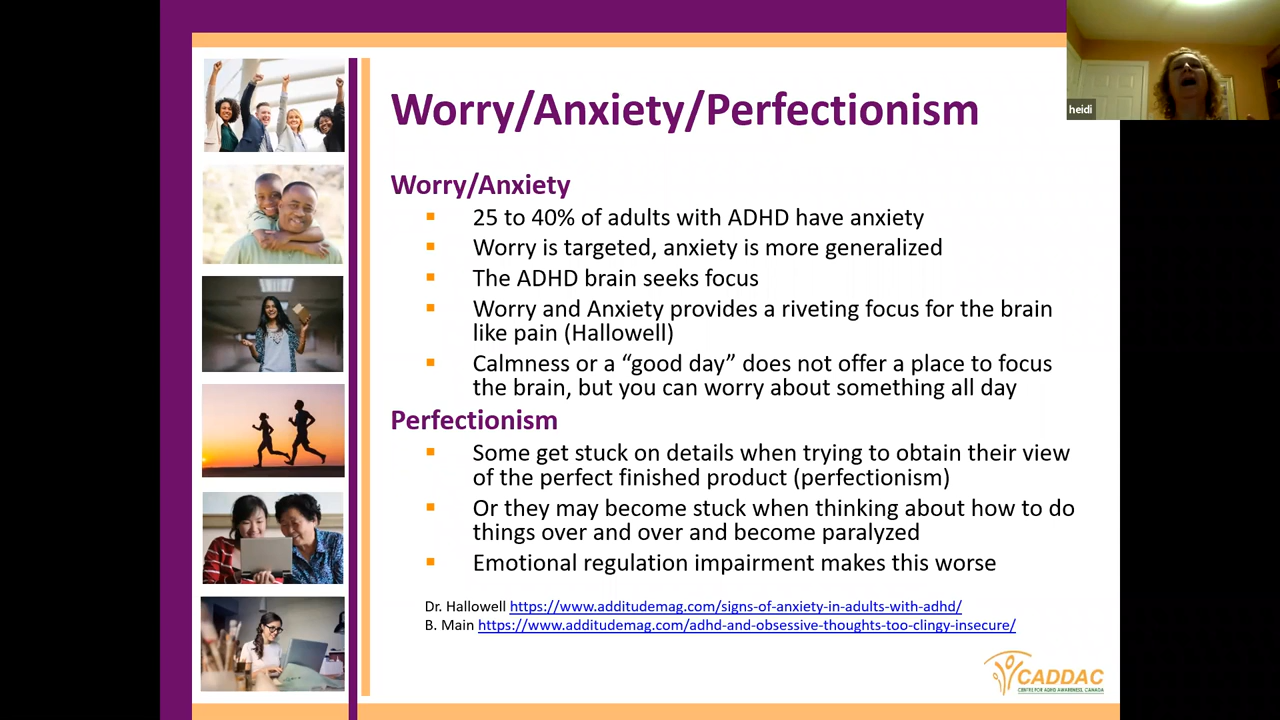 heidi
Worry/Anxiety/Perfectionism
Worry/Anxiety
25 to 40% of adults with ADHD have anxiety
Worry is targeted, anxiety is more generalized
The ADHD brain seeks focus
Worry and Anxiety provides a riveting focus for the brain
like pain (Hallowell)
Calmness or a “good day” does not offer a place to focus
the brain, but you can worry about something all day
Perfectionism
Some get stuck on details when trying to obtain their view
of the perfect finished product (perfectionism)
Or they may become stuck when thinking about how to do
things over and over and become paralyzed
Emotional regulation impairment makes this worse
Dr. Hallowell https://www.additudemag.com/signs-of-anxiety-in-adults-with-adhd/
B. Main https://www.additudemag.com/adhd-and-obsessive-thoughts-too-clingy-insecure/
CADDAC
CENTRE FOR ADHD AWARENESS, CANADA